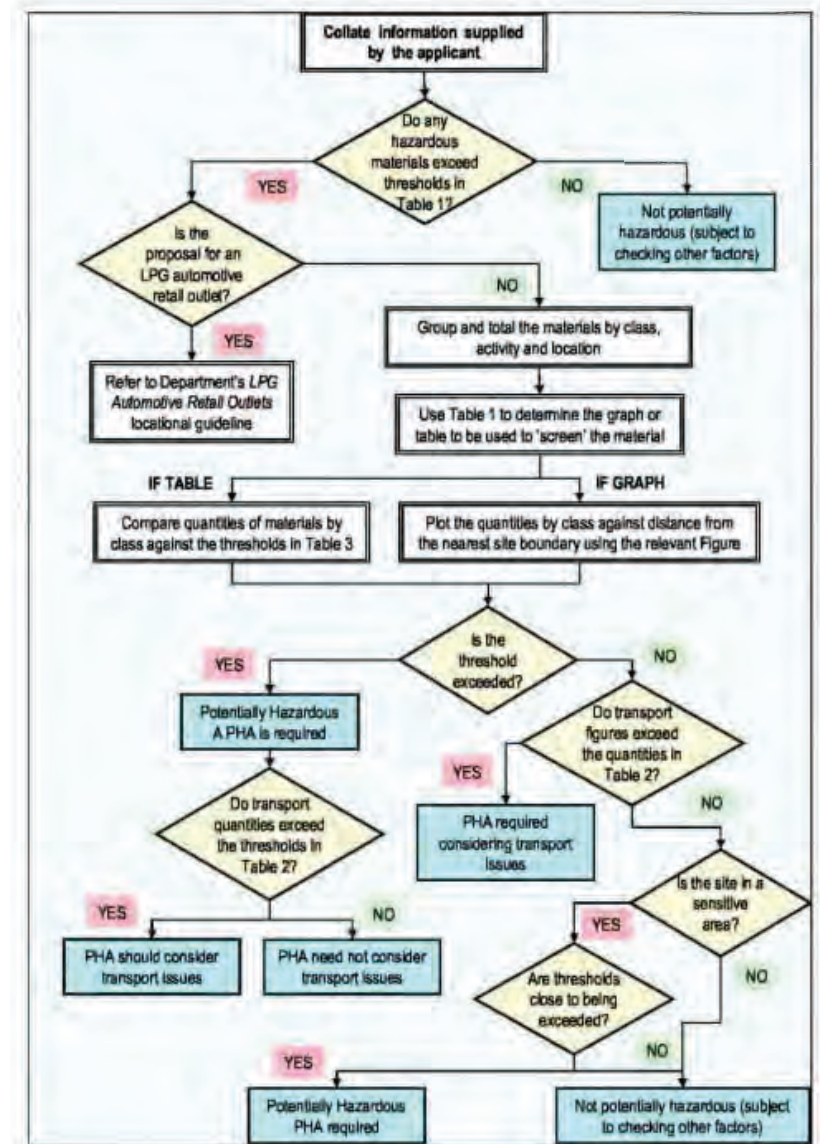 Collate information supplied
by the applicant
Do any
hazardous
materials exceed
thresholds in
Table 1?
YES
NO
Not potentially
hazardous (subject to
checking other factors)
Is the
proposal for an
LPG automotive
retail outlet?
NO
YES
Group and total the materials by class,
activity and location
Refer to Department's LPG
Automotive Retail Outlets
locational guideline
Use Table 1 to determine the graph or
table to be used to 'screen' the material
IF TABLE
IF GRAPH
Compare quantities of materials by
class against the thresholds in Table 3
Plot the quantities by class against distance from
the nearest site boundary using the relevant Figure
Is the
threshold
exceeded?
YES
NO
Potentially Hazardous
A PHA is required
Do transport
figures exceed
the quantities in
Table 2?
YES
NO
Do transport
quantities exceed
the thresholds in
Table 2?
PHA required
considering transport
issues
Is the site in a
sensitive
area?
YES
NO
YES
NO
PHA should consider
transport issues
PHA need not consider
transport issues
Are thresholds
close to being
exceeded?
YES
NO
Potentially Hazardous
PHA required
Not potentially hazardous (subject
to checking other factors)